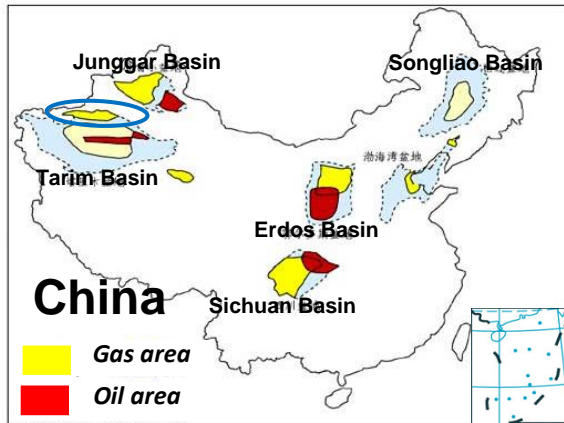 Junggar Basin
Songliao Basin
渤海湾盆地
Tarim Basin
Erdos Basin
Sichuan Basin
China
Gas area
Oil area